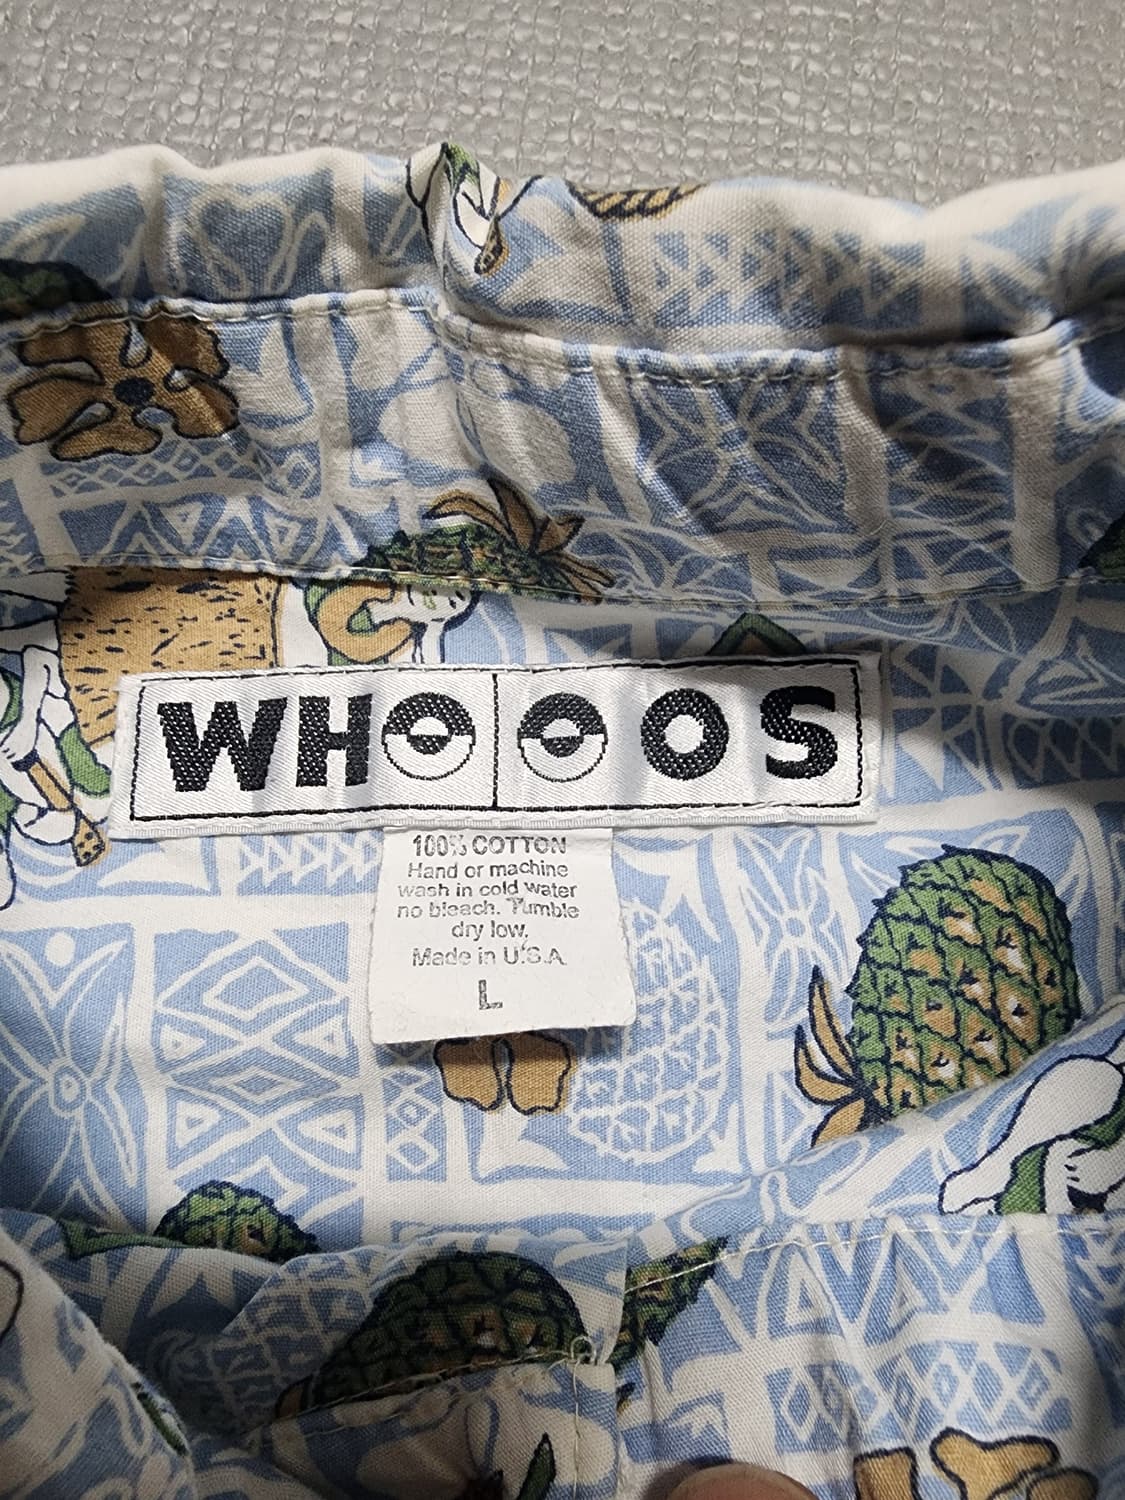 WHOOOS
100% COTTON
Hand or machine
wash in cold water
no bleach. Tumble
dry low.
Made in U.S.A.
L